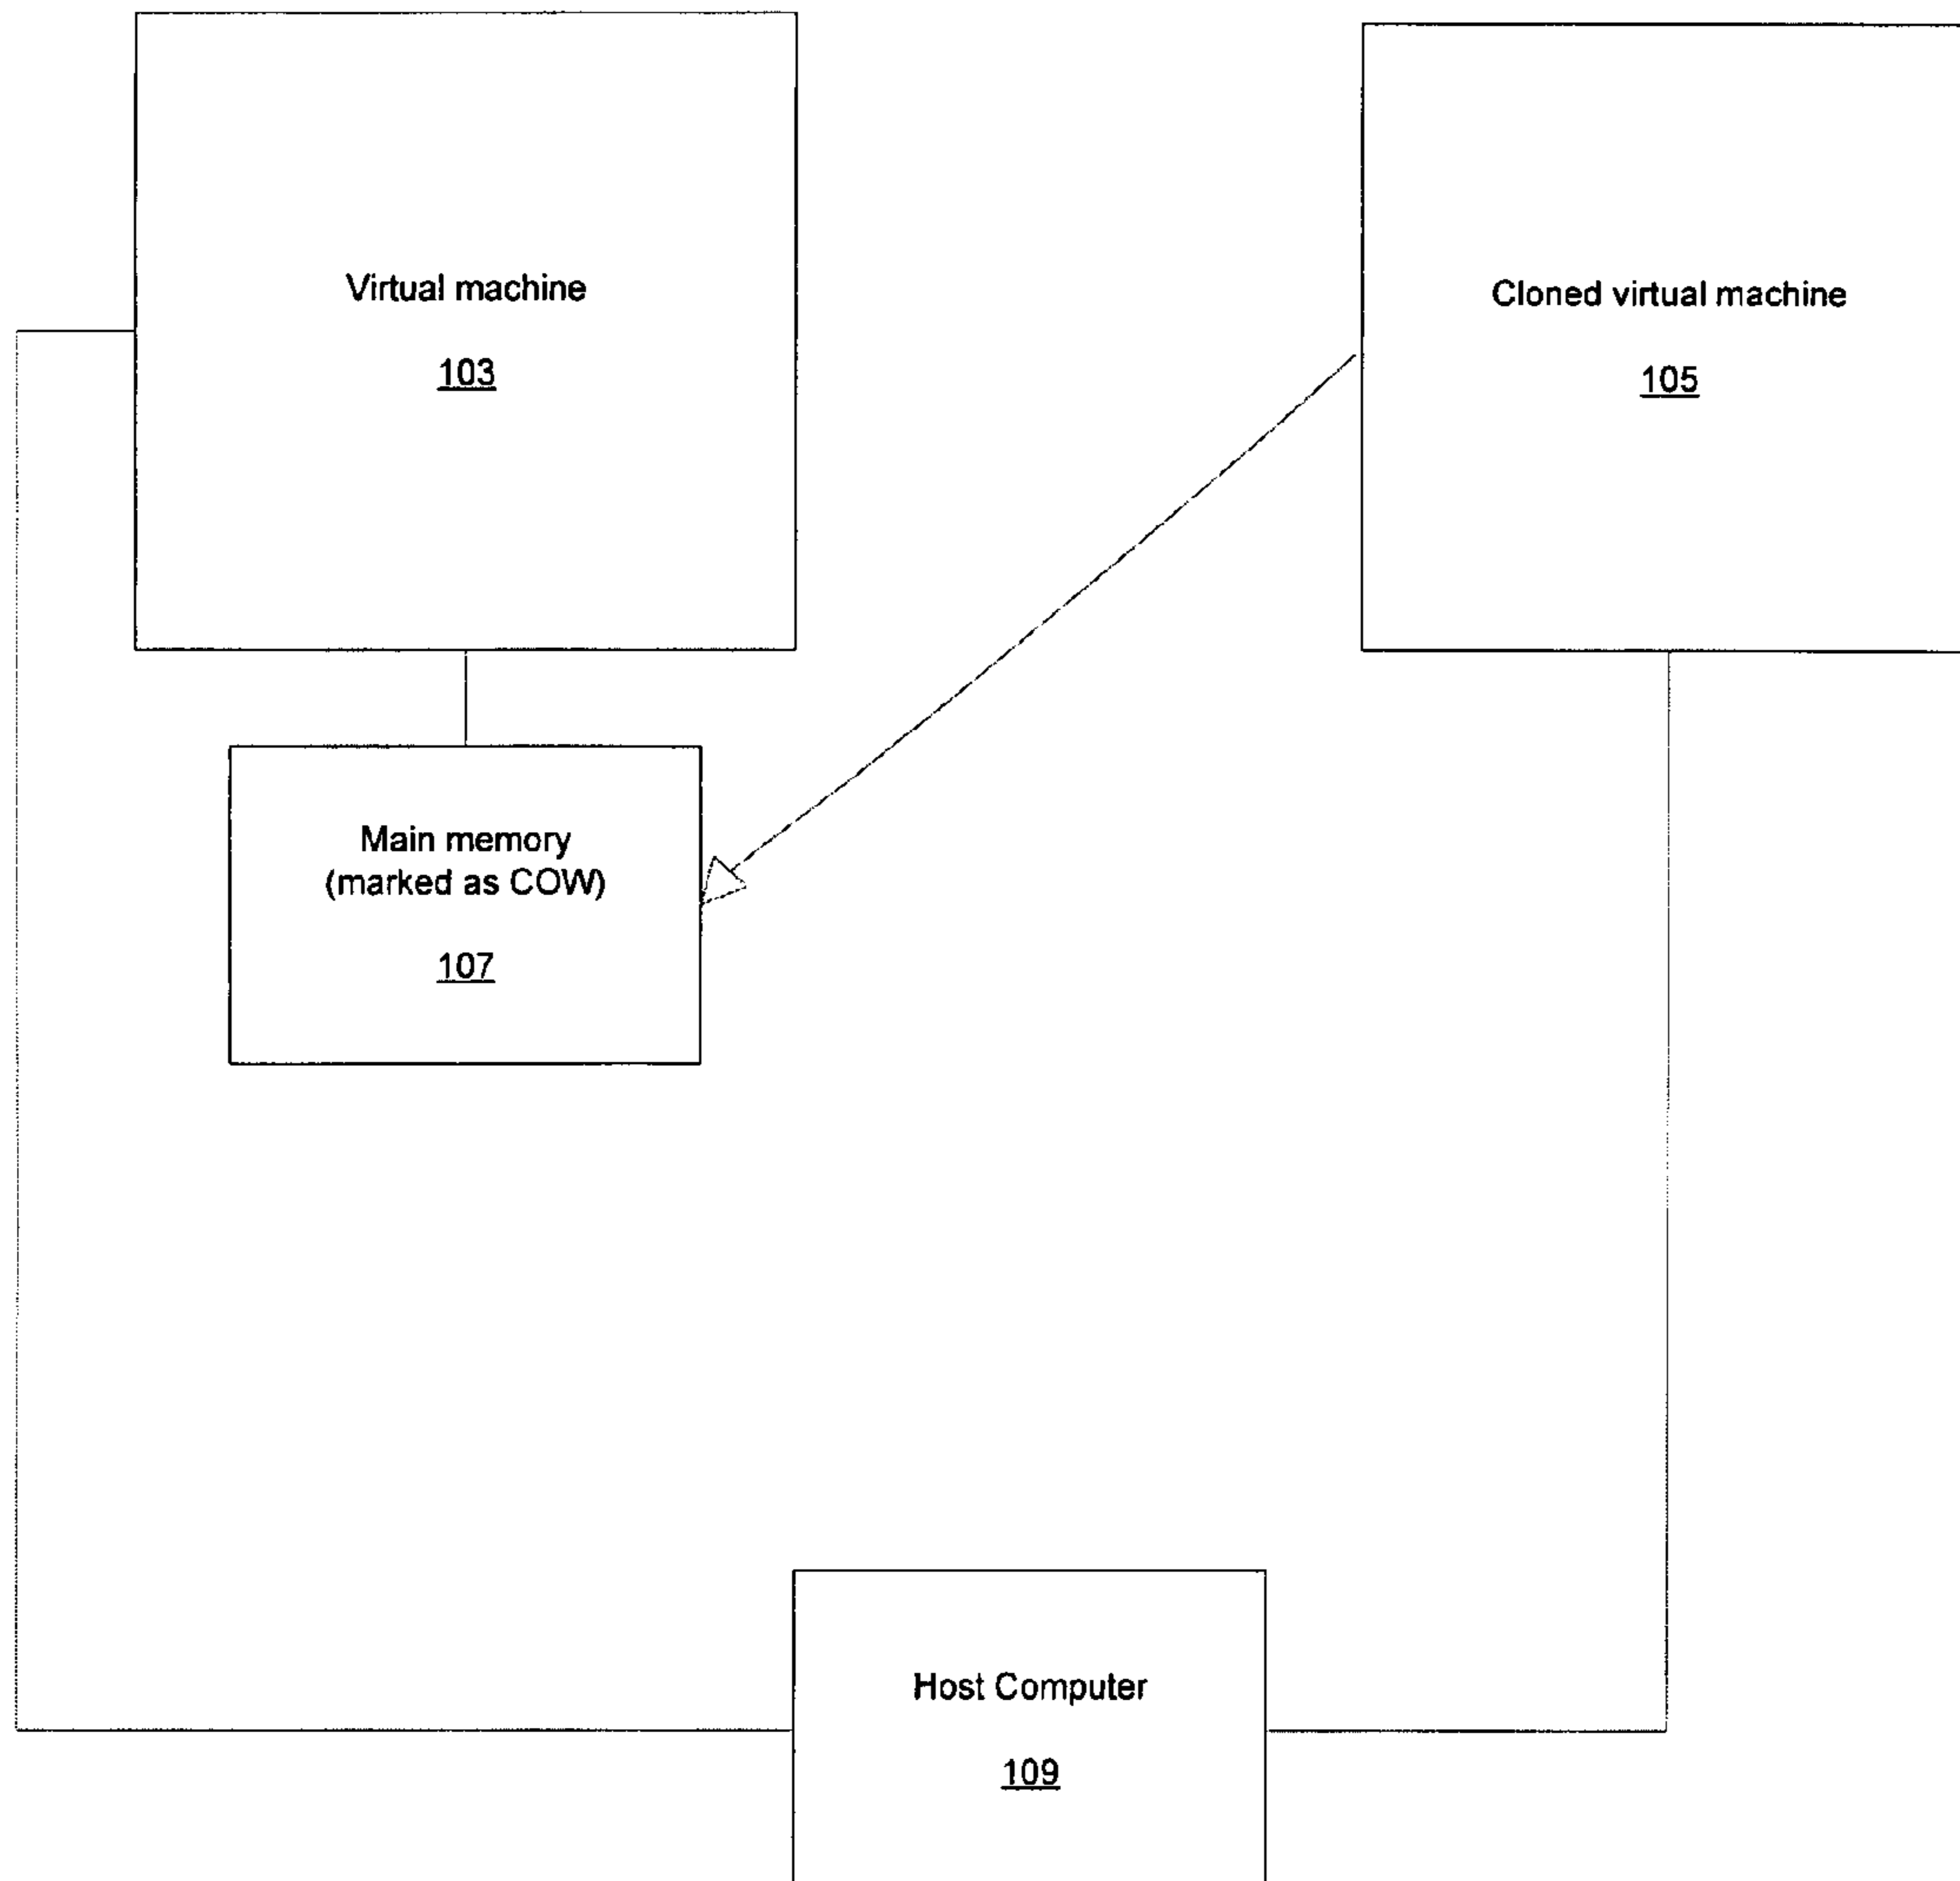 Virtual machine
103
Cloned virtual machine
105
Main memory
(marked as COW)
107
Host Computer
109